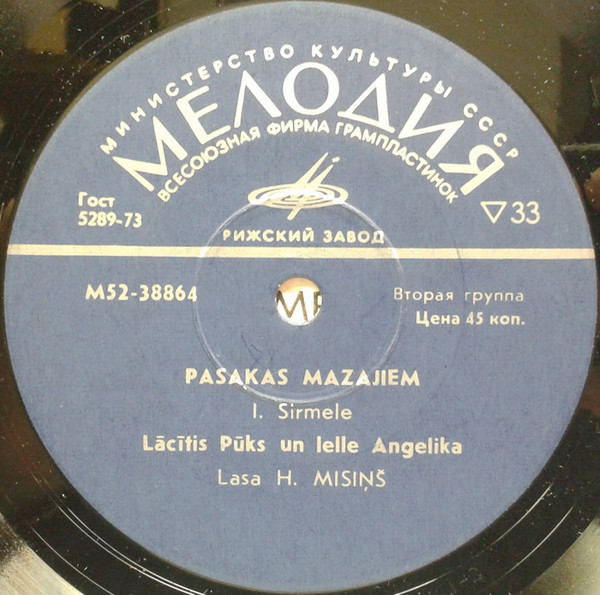 МИНИСТЕРСТВО КУЛЬТУРЫ СССР
МЕЛОДИЯ
ВСЕСОЮЗНАЯ ФИРМА ГРАМПЛАСТИНОК
Гост
5289-73
▽33
РИЖСКИЙ ЗАВОД
М52-38864
Вторая группа
Цена 45 коп.
PASAKAS MAZAJIEM
I. Sirmele
Lācītis Pūks un lelle Angelika
Lasa H. MISIŅŠ